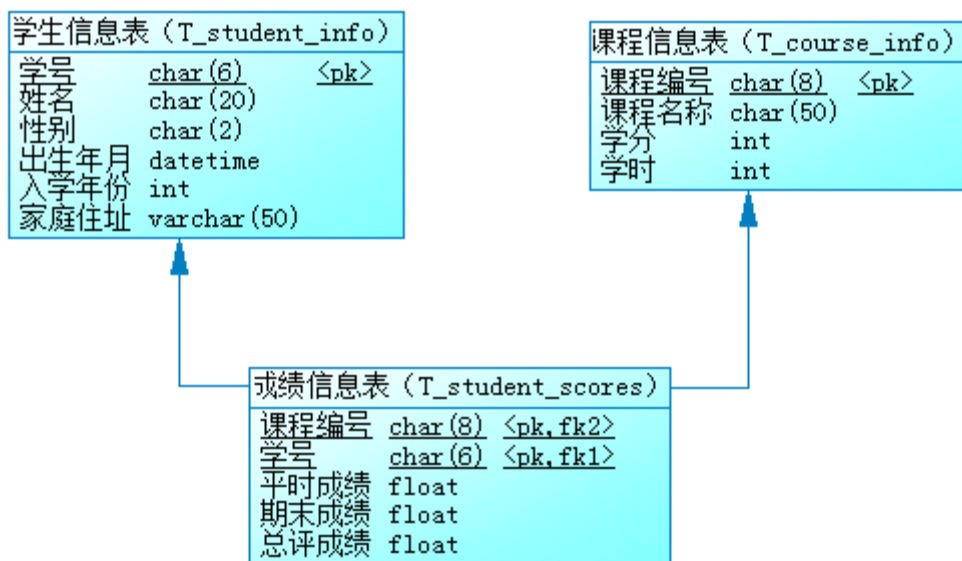 学生信息表（T_student_info）
学号 char(6) <pk>
姓名 char(20)
性别 char(2)
出生年月 datetime
入学年份 int
家庭住址 varchar(50)
课程信息表（T_course_info）
课程编号 char(8) <pk>
课程名称 char(50)
学分 int
学时 int
成绩信息表（T_student_scores）
课程编号 char(8) <pk,fk2>
学号 char(6) <pk,fk1>
平时成绩 float
期末成绩 float
总评成绩 float